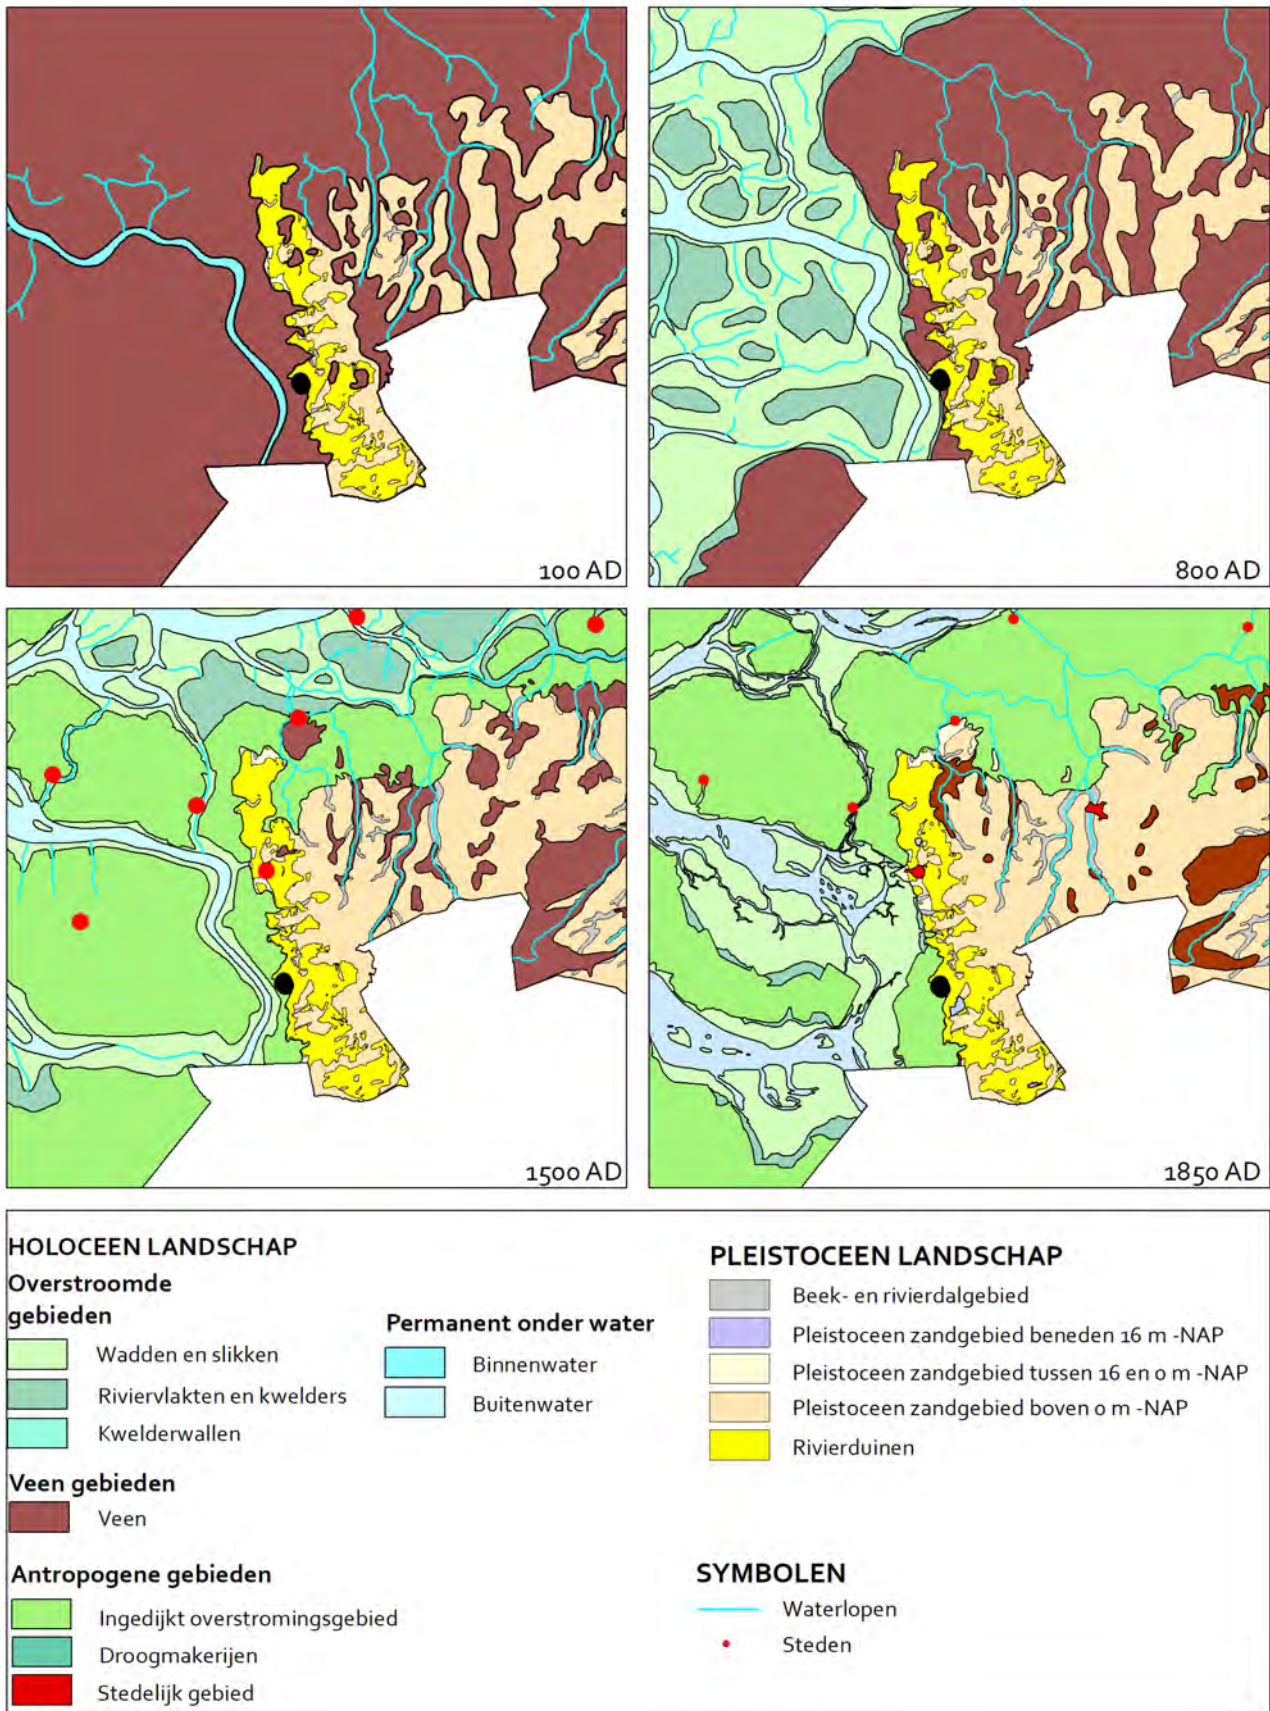 100 AD
800 AD
1500 AD
1850 AD
HOLOCEEN LANDSCHAP
Overstroomde
gebieden
Wadden en slikken
Riviervlakten en kwelders
Kwelderwallen
Veen gebieden
Veen
Antropogene gebieden
Ingedijkt overstromingsgebied
Droogmakerijen
Stedelijk gebied
Permanent onder water
Binnenwater
Buitenwater
PLEISTOCEEN LANDSCHAP
Beek- en rivierdalgebied
Pleistoceen zandgebied beneden 16 m -NAP
Pleistoceen zandgebied tussen 16 en 0 m -NAP
Pleistoceen zandgebied boven 0 m -NAP
Rivierduinen
SYMBOLEN
Waterlopen
Steden